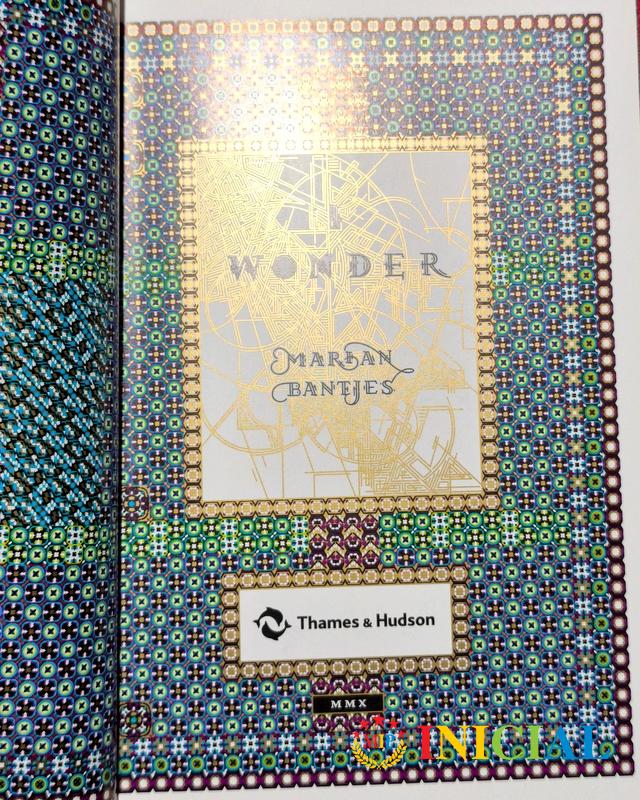 I
WONDER
MARIAN
BANTJES
Thames & Hudson
MMX
INICIAL